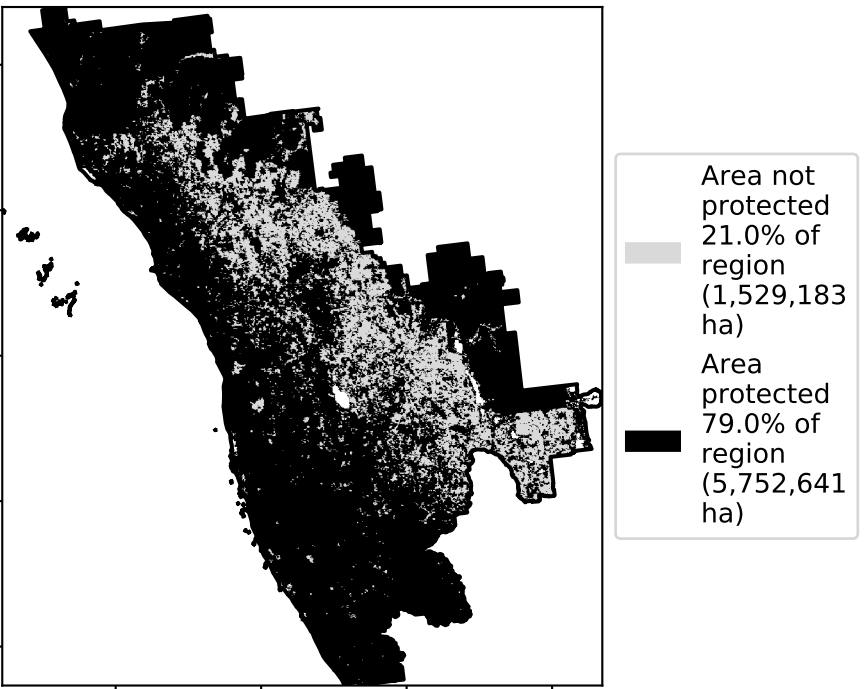 Area not
protected
21.0% of
region
(1,529,183
ha)
Area
protected
79.0% of
region
(5,752,641
ha)